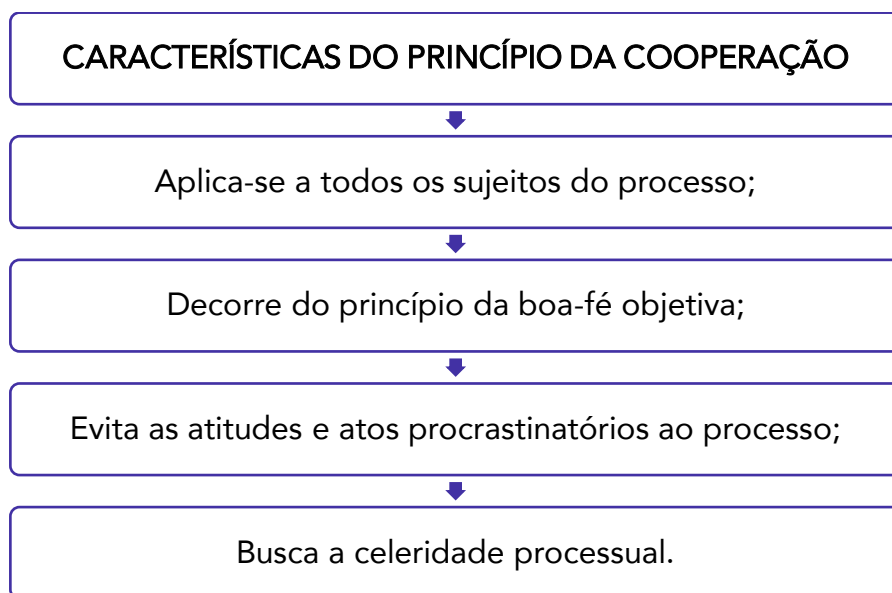 CARACTERÍSTICAS DO PRINCÍPIO DA COOPERAÇÃO
Aplica-se a todos os sujeitos do processo;
Decorre do princípio da boa-fé objetiva;
Evita as atitudes e atos procrastinatórios ao processo;
Busca a celeridade processual.